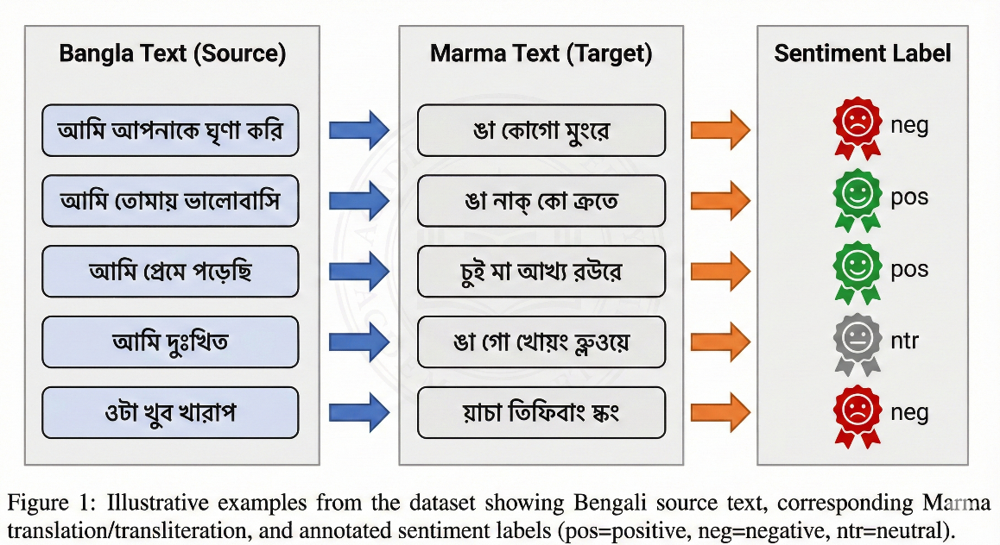 Bangla Text (Source) Marma Text (Target) Sentiment Label
আমি আপনাকে ঘৃণা করি ঙা কোগো মুংরে neg
আমি তোমায় ভালোবাসি ঙা নাক্ কো ক্রতে pos
আমি প্রেমে পড়েছি চুই মা আখ্য রউরে pos
আমি দুঃখিত ঙা গো খোয়ং ক্লুওয়ে ntr
ওটা খুব খারাপ য়াচা তিফিবাং স্কং neg
Figure 1: Illustrative examples from the dataset showing Bengali source text, corresponding Marma
translation/transliteration, and annotated sentiment labels (pos=positive, neg=negative, ntr=neutral).